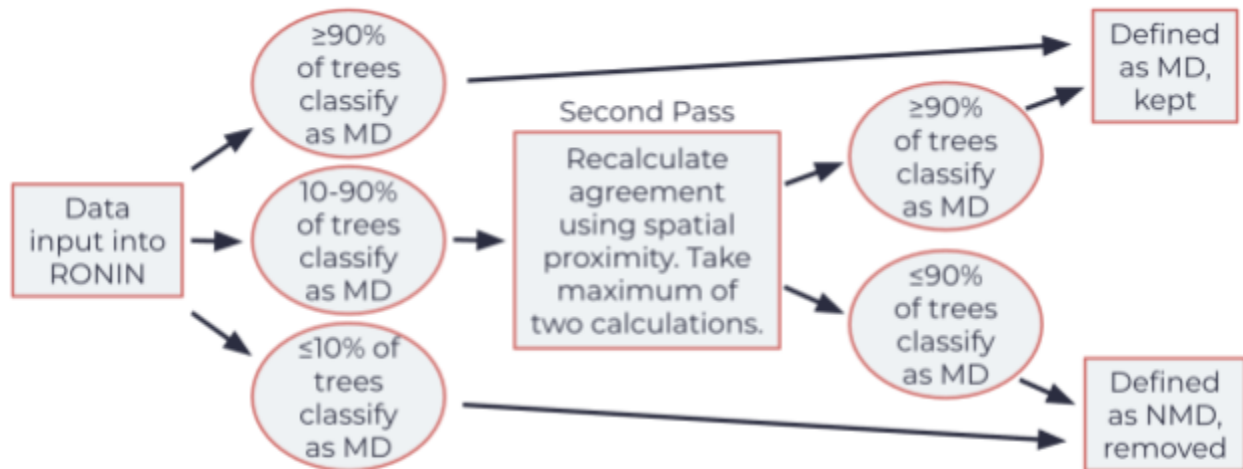 Data
input into
RONIN
≥90%
of trees
classify
as MD
10-90%
of trees
classify
as MD
≤10% of
trees
classify
as MD
Second Pass
Recalculate
agreement
using spatial
proximity. Take
maximum of
two calculations.
≥90%
of trees
classify
as MD
≤90%
of trees
classify
as MD
Defined
as MD,
kept
Defined
as NMD,
removed